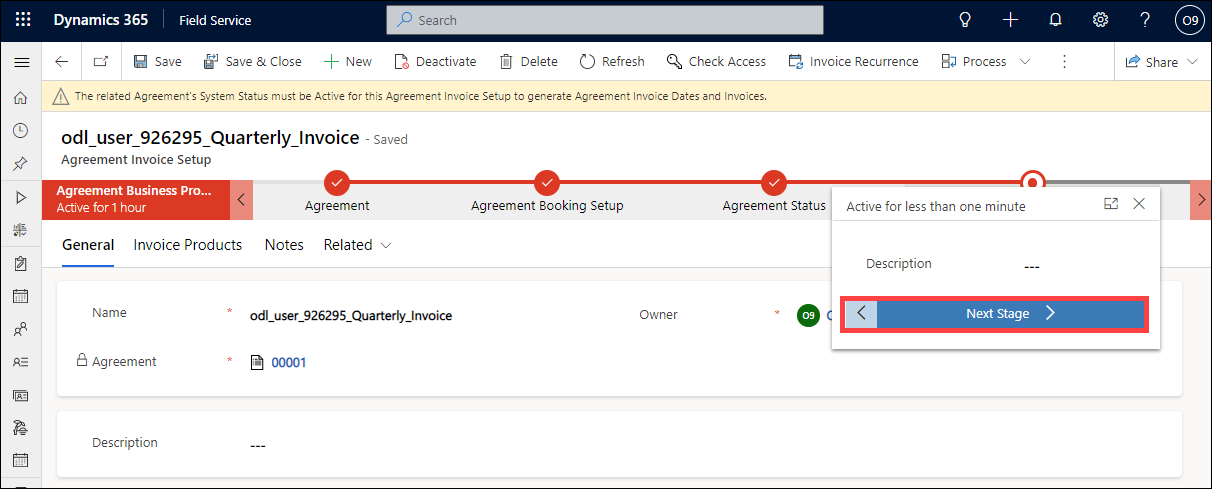 Dynamics 365 Field Service Search O9
Save Save & Close New Deactivate Delete Refresh Check Access Invoice Recurrence Process Share
The related Agreement's System Status must be Active for this Agreement Invoice Setup to generate Agreement Invoice Dates and Invoices.
odl_user_926295_Quarterly_Invoice - Saved
Agreement Invoice Setup
Agreement Business Pro...
Active for 1 hour
Agreement Agreement Booking Setup Agreement Status
Active for less than one minute
Description ---
Next Stage
General Invoice Products Notes Related
Name * odl_user_926295_Quarterly_Invoice Owner * O9
Agreement * 00001
Description ---